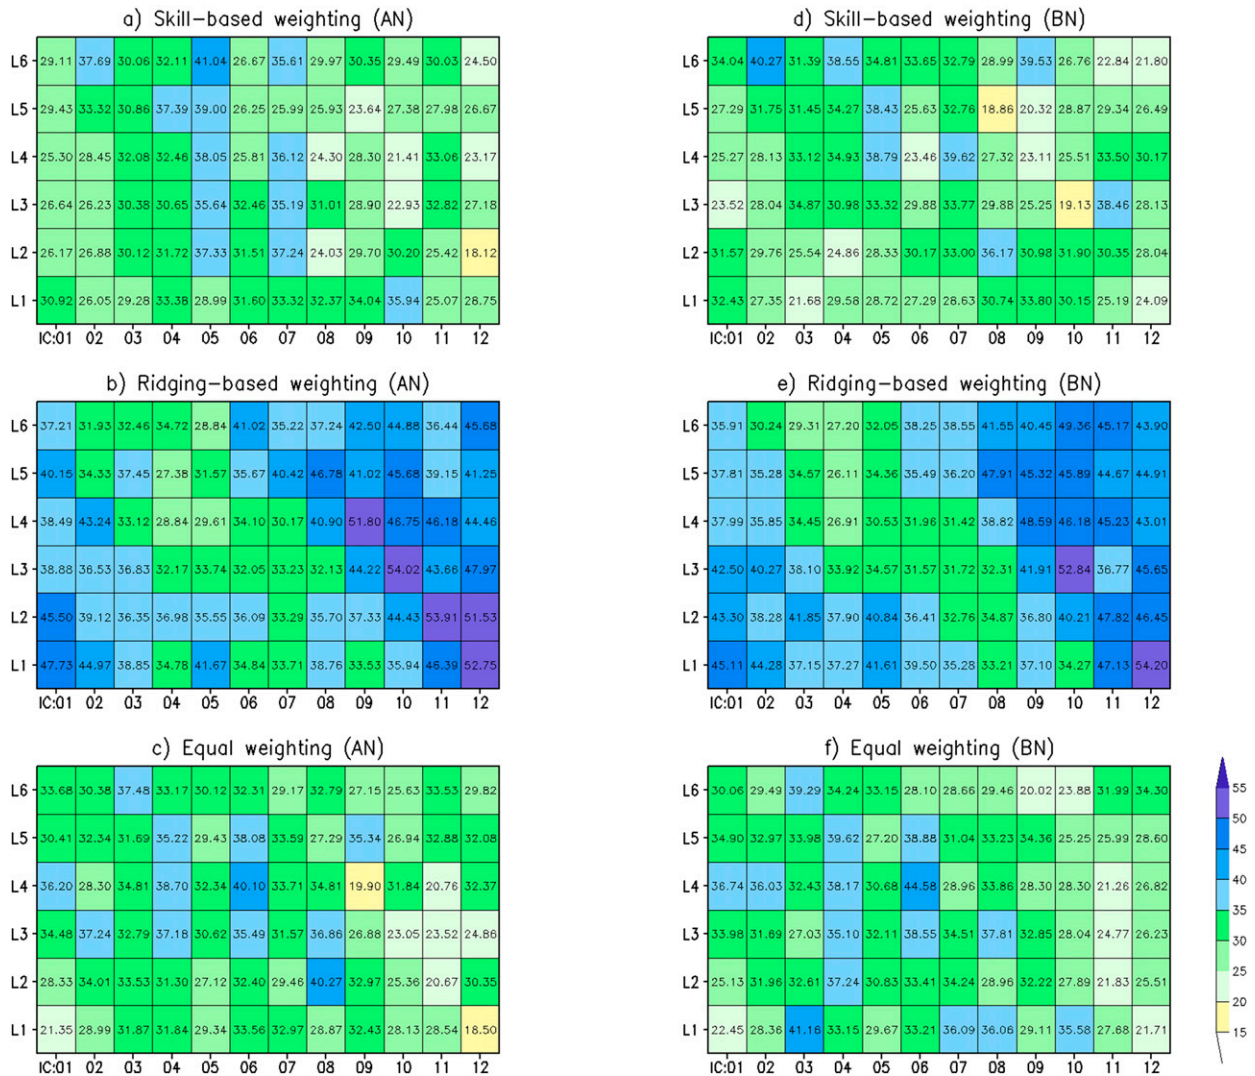 a) Skill-based weighting (AN)
L6 29.11 37.69 30.06 32.11 41.04 26.67 35.61 29.97 30.35 29.49 30.03 24.50
L5 29.43 33.32 30.86 37.39 39.00 26.25 25.99 25.93 23.64 27.38 27.98 26.67
L4 25.30 28.45 32.08 32.46 38.05 25.81 36.12 24.30 28.30 21.41 33.06 23.17
L3 26.64 26.23 30.38 30.65 35.64 32.46 35.19 31.01 28.90 22.93 32.82 27.18
L2 26.17 26.88 30.12 31.72 37.33 31.51 37.24 24.03 29.70 30.20 25.42 18.12
L1 30.92 26.05 29.28 33.38 28.99 31.60 33.32 32.37 34.04 35.94 25.07 28.75
IC:01 02 03 04 05 06 07 08 09 10 11 12
d) Skill-based weighting (BN)
L6 34.04 40.27 31.39 38.55 34.81 33.65 32.79 28.99 39.53 26.76 22.84 21.80
L5 27.29 31.75 31.45 34.27 38.43 25.63 32.76 18.86 20.32 28.87 29.34 26.49
L4 25.27 28.13 33.12 34.93 38.79 23.46 39.62 27.32 23.11 25.51 33.50 30.17
L3 23.52 28.04 34.87 30.98 33.32 29.88 33.77 29.88 25.25 19.13 38.46 28.13
L2 31.57 29.76 25.54 24.86 28.33 30.17 33.00 36.17 30.98 31.90 30.35 28.04
L1 32.43 27.35 21.68 29.58 28.72 27.29 28.63 30.74 33.80 30.15 25.19 24.09
IC:01 02 03 04 05 06 07 08 09 10 11 12
b) Ridging-based weighting (AN)
L6 37.21 31.93 32.46 34.72 28.84 41.02 35.22 37.24 42.50 44.88 36.44 45.68
L5 40.15 34.33 37.45 27.38 31.57 35.67 40.42 46.78 41.02 45.68 39.15 41.25
L4 38.49 43.24 33.12 28.84 29.61 34.10 30.17 40.90 51.80 46.75 46.18 44.46
L3 38.88 36.53 36.83 32.17 33.74 32.05 33.23 32.13 44.22 54.02 43.66 47.97
L2 45.50 39.12 36.35 36.98 35.55 36.09 33.29 35.70 37.33 44.43 53.91 51.53
L1 47.73 44.97 38.85 34.78 41.67 34.84 33.71 38.76 33.53 35.94 46.39 52.75
IC:01 02 03 04 05 06 07 08 09 10 11 12
e) Ridging-based weighting (BN)
L6 35.91 30.24 29.31 27.20 32.05 38.25 38.55 41.55 40.45 49.36 45.17 43.90
L5 37.81 35.28 34.57 26.11 34.36 35.49 36.20 47.91 45.32 45.89 44.67 44.91
L4 37.99 35.85 34.45 26.91 30.53 31.96 31.42 38.82 48.59 46.18 45.23 43.01
L3 42.50 40.27 38.10 33.92 34.57 31.57 31.72 32.31 41.91 52.84 36.77 45.65
L2 43.30 38.28 41.85 37.90 40.84 36.41 32.76 34.87 36.80 40.21 47.82 46.45
L1 45.11 44.28 37.15 37.27 41.61 39.50 35.28 33.21 37.10 34.27 47.13 54.20
IC:01 02 03 04 05 06 07 08 09 10 11 12
c) Equal weighting (AN)
L6 33.68 30.38 37.48 33.17 30.12 32.31 29.17 32.79 27.15 25.63 33.53 29.82
L5 30.41 32.34 31.69 35.22 29.43 38.08 33.59 27.29 35.34 26.94 32.88 32.08
L4 36.20 28.30 34.81 38.70 32.34 40.10 33.71 34.81 19.90 31.84 20.76 32.37
L3 34.48 37.24 32.79 37.18 30.62 35.49 31.57 36.86 26.88 23.05 23.52 24.86
L2 28.33 34.01 33.53 31.30 27.12 32.40 29.46 40.27 32.97 25.36 20.67 30.35
L1 21.35 28.99 31.87 31.84 29.34 33.56 32.97 28.87 32.43 28.13 28.54 18.50
IC:01 02 03 04 05 06 07 08 09 10 11 12
f) Equal weighting (BN)
L6 30.06 29.49 39.29 34.24 33.15 28.10 28.66 29.46 20.02 23.88 31.99 34.30
L5 34.90 32.97 33.98 39.62 27.20 38.88 31.04 33.23 34.36 25.25 25.99 28.60
L4 36.74 36.03 32.43 38.17 30.68 44.58 28.96 33.86 28.30 28.30 21.26 26.82
L3 33.98 31.69 27.03 35.10 32.11 38.55 34.51 37.81 32.85 28.04 24.77 26.23
L2 25.13 31.96 32.61 37.24 30.83 33.41 34.24 28.96 32.22 27.89 21.83 25.51
L1 22.45 28.36 41.16 33.15 29.67 33.21 36.09 36.06 29.11 35.58 27.68 21.71
IC:01 02 03 04 05 06 07 08 09 10 11 12
55
50
45
40
35
30
25
20
15